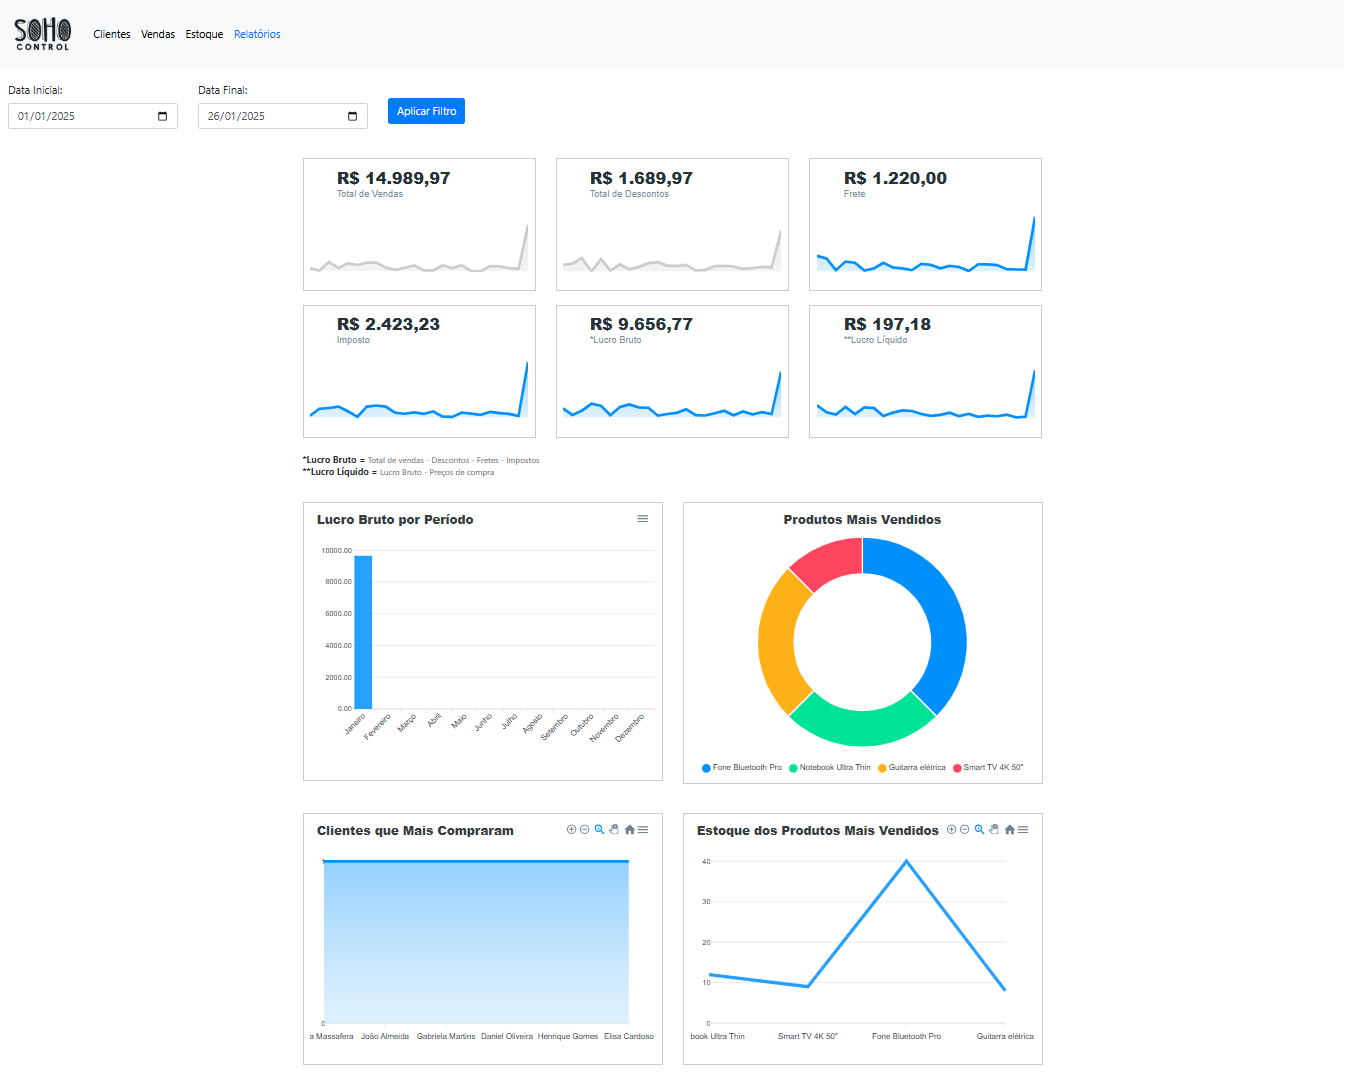 SOHO
CONTROL
Clientes Vendas Estoque Relatórios
Data Inicial: Data Final:
01/01/2025 26/01/2025 Aplicar Filtro
R$ 14.989,97 R$ 1.689,97 R$ 1.220,00
Total de Vendas Total de Descontos Frete
R$ 2.423,23 R$ 9.656,77 R$ 197,18
Imposto *Lucro Bruto **Lucro Líquido
*Lucro Bruto = Total de vendas - Descontos - Fretes - Impostos
**Lucro Líquido = Lucro Bruto - Preços de compra
Lucro Bruto por Período
10000.00
8000.00
6000.00
4000.00
2000.00
0.00
Janeiro Fevereiro Março Abril Maio Junho Julho Agosto Setembro Outubro Novembro Dezembro
Produtos Mais Vendidos
Fone Bluetooth Pro Notebook Ultra Thin Guitarra elétrica Smart TV 4K 50"
Clientes que Mais Compraram
0
a Massafera João Almeida Gabriela Martins Daniel Oliveira Henrique Gomes Elisa Cardoso
Estoque dos Produtos Mais Vendidos
40
30
20
10
0
book Ultra Thin Smart TV 4K 50" Fone Bluetooth Pro Guitarra elétrica